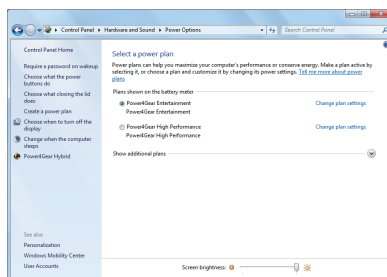 Control Panel ▸ Hardware and Sound ▸ Power Options
Search Control Panel
Control Panel Home
Require a password on wakeup
Choose what the power
buttons do
Choose what closing the lid
does
Create a power plan
Choose when to turn off the
display
Change when the computer
sleeps
Power4Gear Hybrid
See also
Personalization
Windows Mobility Center
User Accounts
Select a power plan
Power plans can help you maximize your computer's performance or conserve energy. Make a plan active by
selecting it, or choose a plan and customize it by changing its power settings. Tell me more about power
plans
Plans shown on the battery meter
Power4Gear Entertainment Change plan settings
Power4Gear Entertainment
Power4Gear High Performance Change plan settings
Power4Gear High Performance
Show additional plans
Screen brightness: